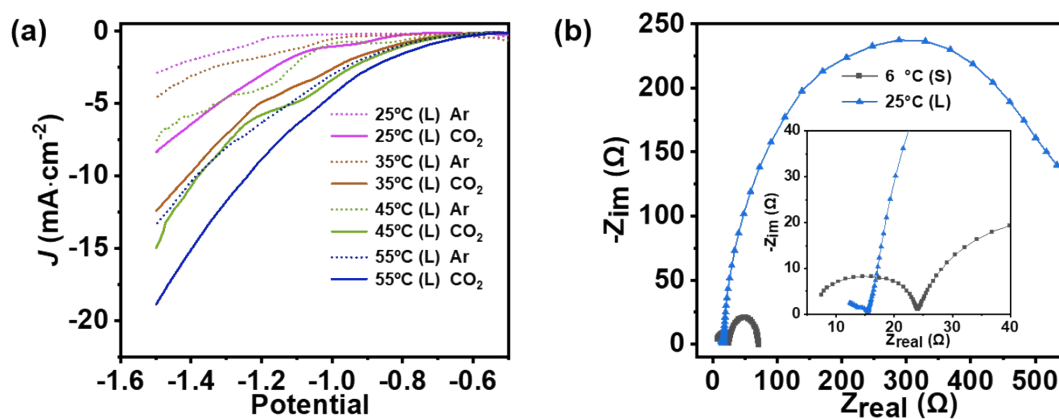 (a)
0
-5
-10
-15
-20
J (mA·cm-2)
-1.6 -1.4 -1.2 -1.0 -0.8 -0.6
Potential
25ºC (L) Ar
25ºC (L) CO2
35ºC (L) Ar
35ºC (L) CO2
45ºC (L) Ar
45ºC (L) CO2
55ºC (L) Ar
55ºC (L) CO2
(b)
250
200
150
100
50
0
-Zim (Ω)
0 100 200 300 400 500
Zreal (Ω)
6 °C (S)
25°C (L)
40
30
20
10
0
-Zim (Ω)
10 20 30 40
Zreal (Ω)